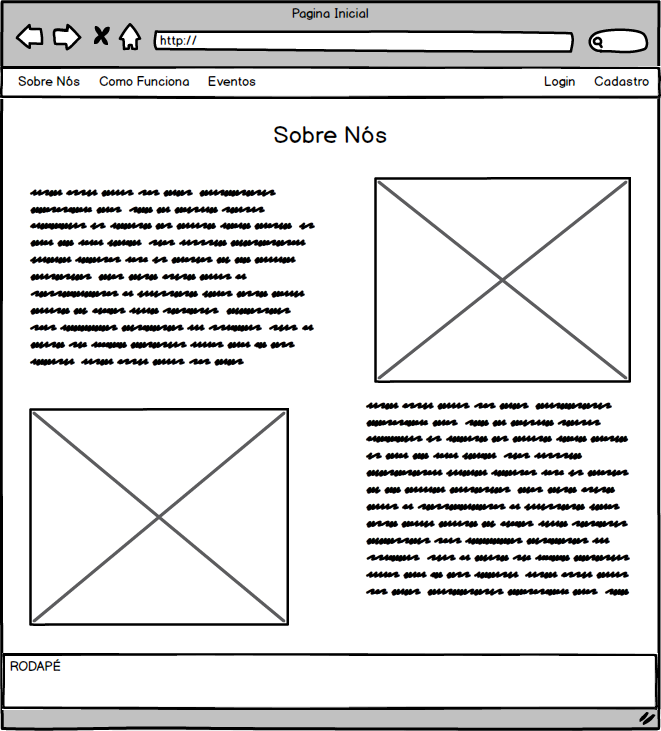 Pagina Inicial
http://
Sobre Nós Como Funciona Eventos Login Cadastro
Sobre Nós
RODAPÉ